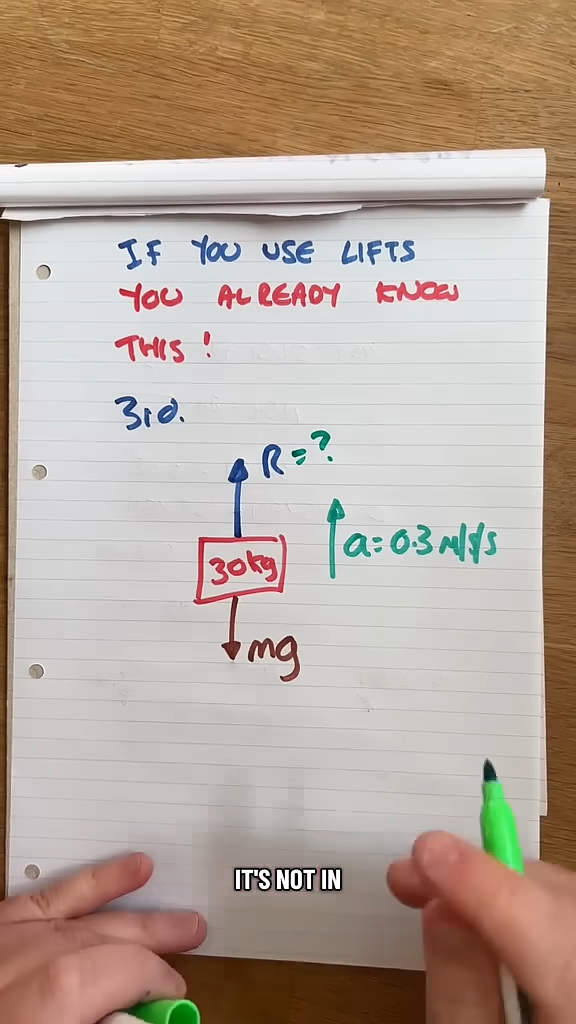 IF YOU USE LIFTS
YOU ALREADY KNOW
THIS!
3rd.
R=?
30kg
a=0.3 m/s/s
mg
IT'S NOT IN